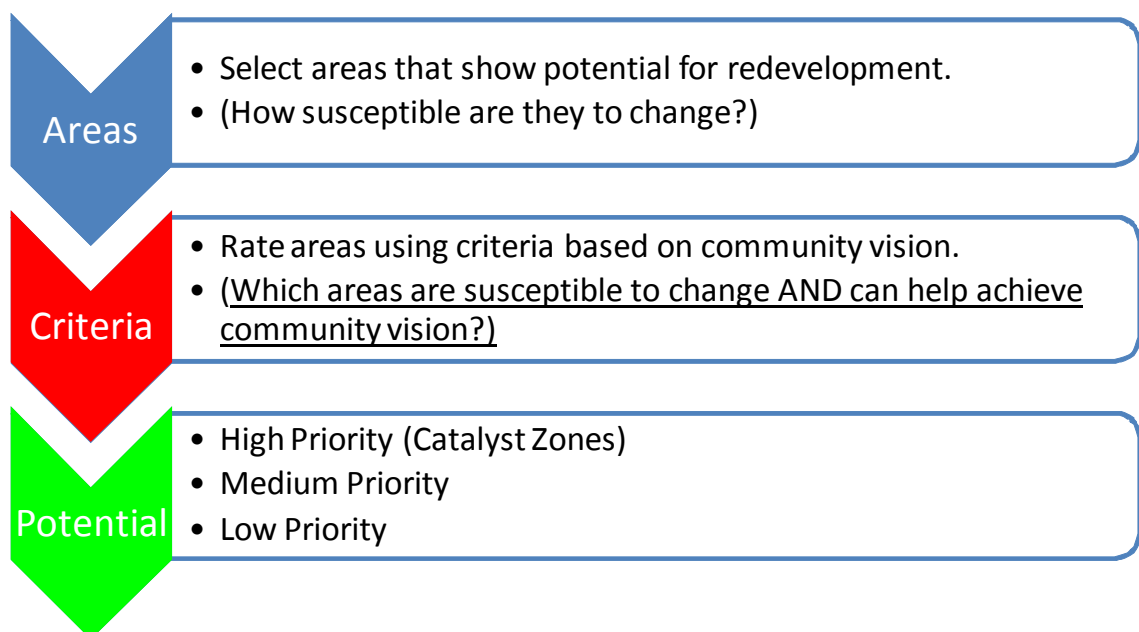 Areas
• Select areas that show potential for redevelopment.
• (How susceptible are they to change?)
Criteria
• Rate areas using criteria based on community vision.
• (Which areas are susceptible to change AND can help achieve
community vision?)
Potential
• High Priority (Catalyst Zones)
• Medium Priority
• Low Priority